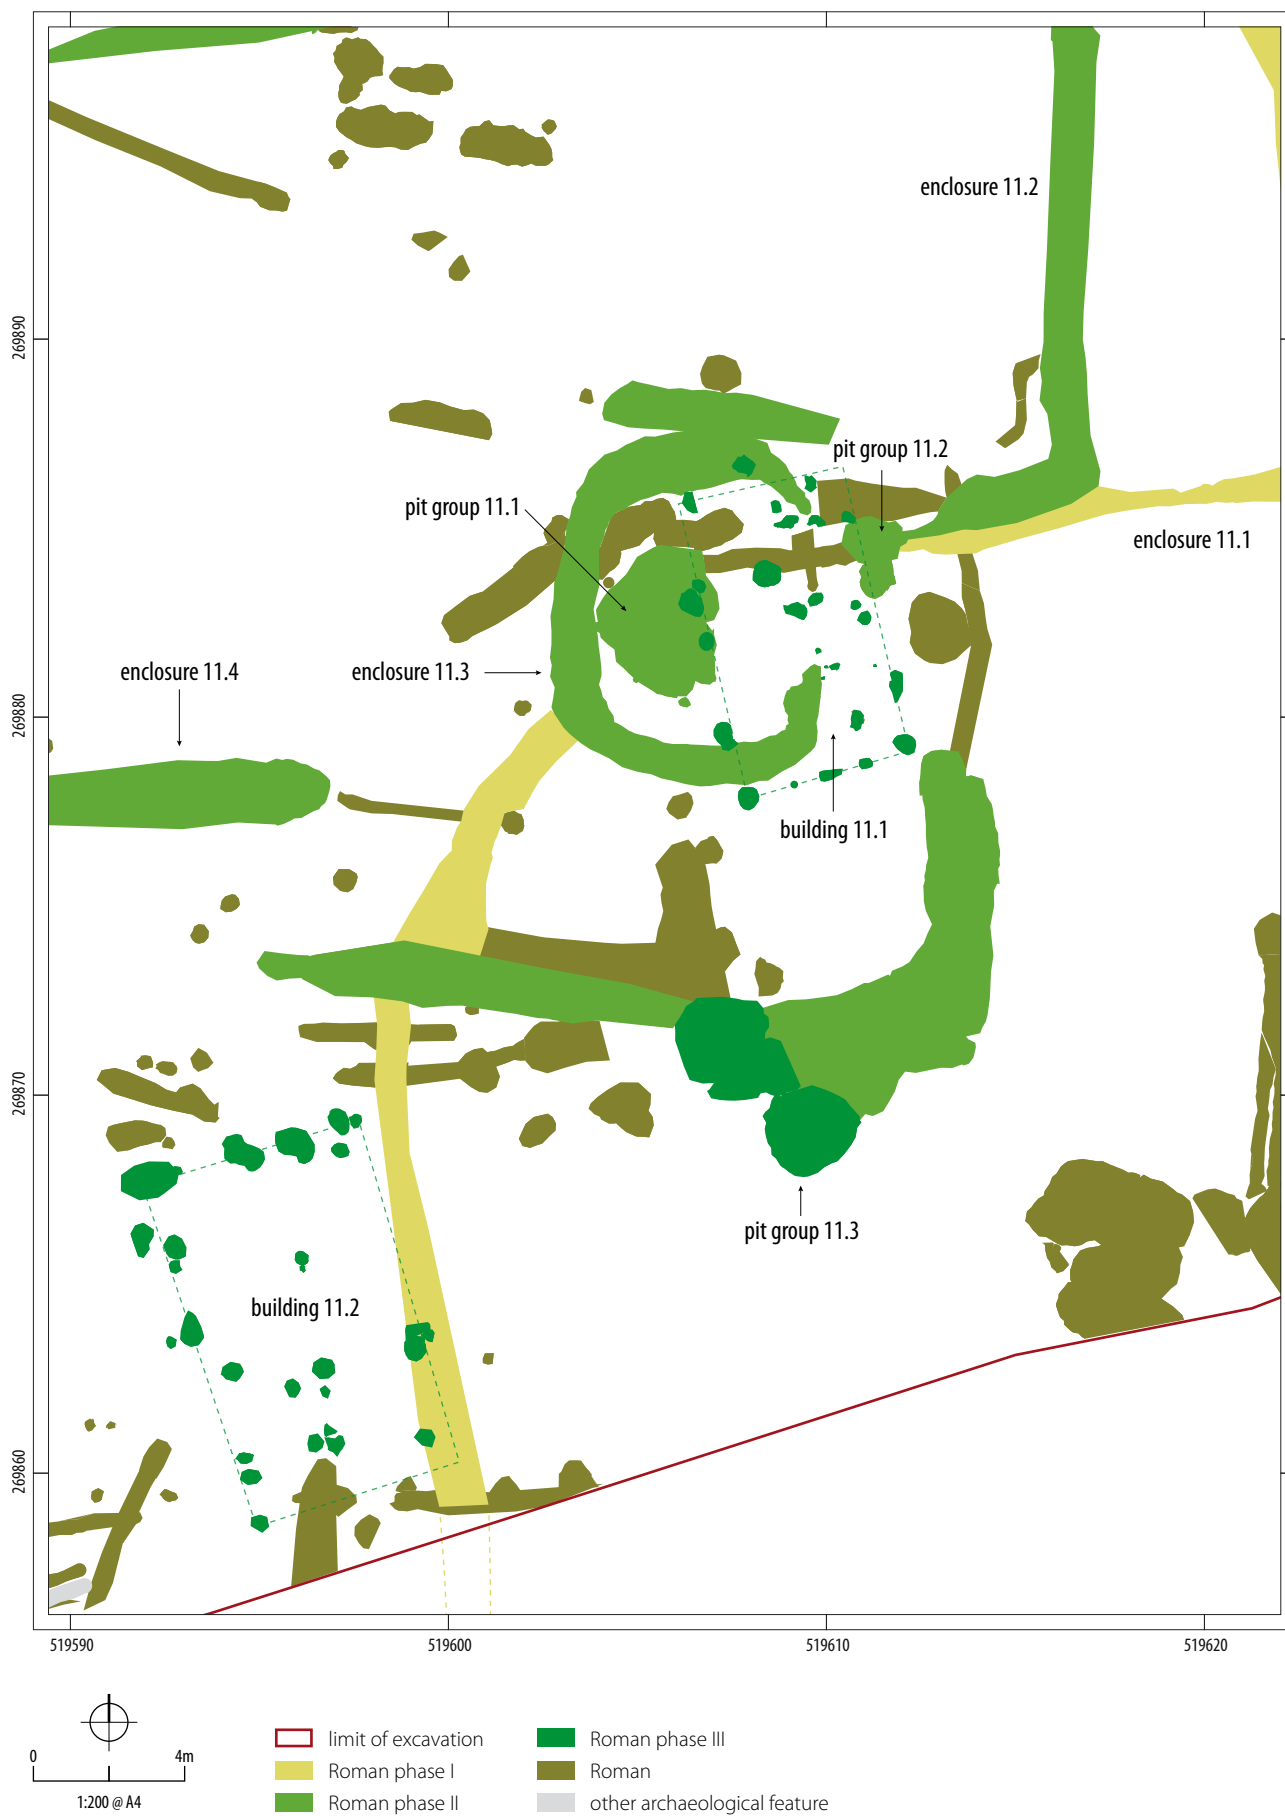 enclosure 11.2
269890
pit group 11.2
pit group 11.1
enclosure 11.1
enclosure 11.4
enclosure 11.3
269880
building 11.1
269870
pit group 11.3
building 11.2
269860
519590
519600
519610
519620
limit of excavation
Roman phase III
0
4m
Roman phase I
Roman
1:200 @ A4
Roman phase II
other archaeological feature